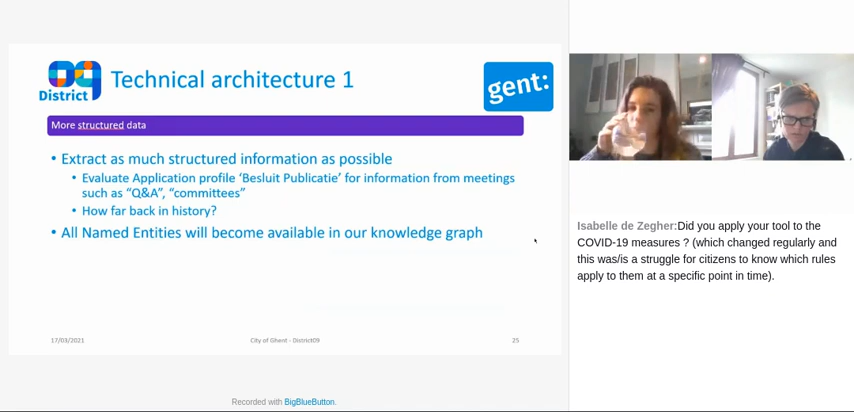 District
Technical architecture 1
gent:
More structured data
• Extract as much structured information as possible
• Evaluate Application profile ‘Besluit Publicatie’ for information from meetings
such as “Q&A”, “committees”
• How far back in history?
• All Named Entities will become available in our knowledge graph
17/03/2021
City of Ghent - District09
25
Recorded with BigBlueButton.
Isabelle de Zegher:Did you apply your tool to the
COVID-19 measures ? (which changed regularly and
this was/is a struggle for citizens to know which rules
apply to them at a specific point in time).